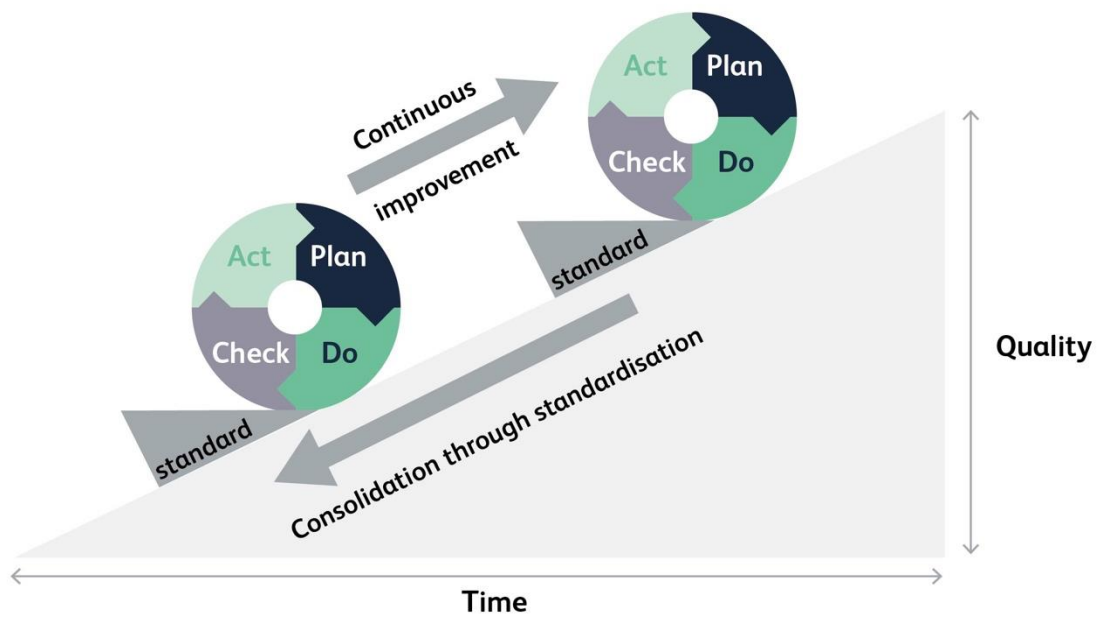 Act
Plan
Check
Do
standard
Continuous
improvement
Act
Plan
Check
Do
standard
Consolidation through standardisation
Quality
Time